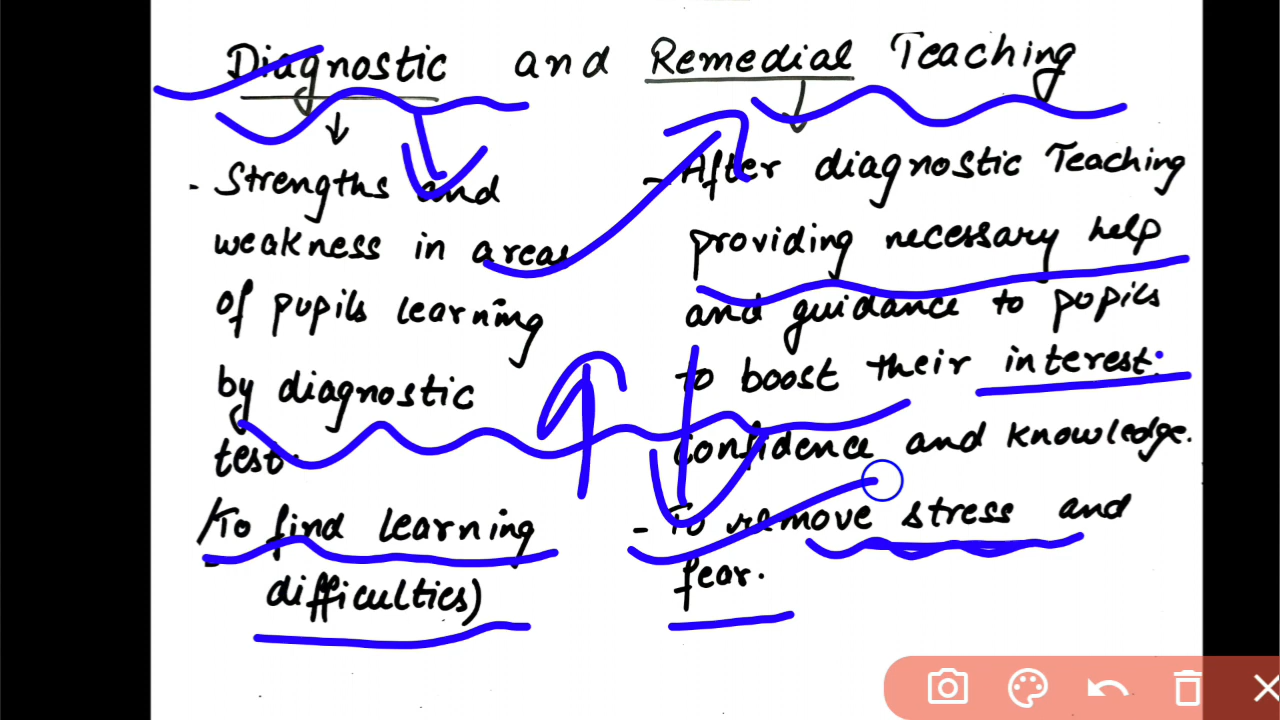 Diagnostic and Remedial Teaching
- Strengths and
weakness in areas
of pupils learning
by diagnostic
test.
(To find learning
difficulties)
- After diagnostic Teaching
providing necessary help
and guidance to pupils
to boost their interest.
confidence and knowledge.
- To remove stress and
fear.